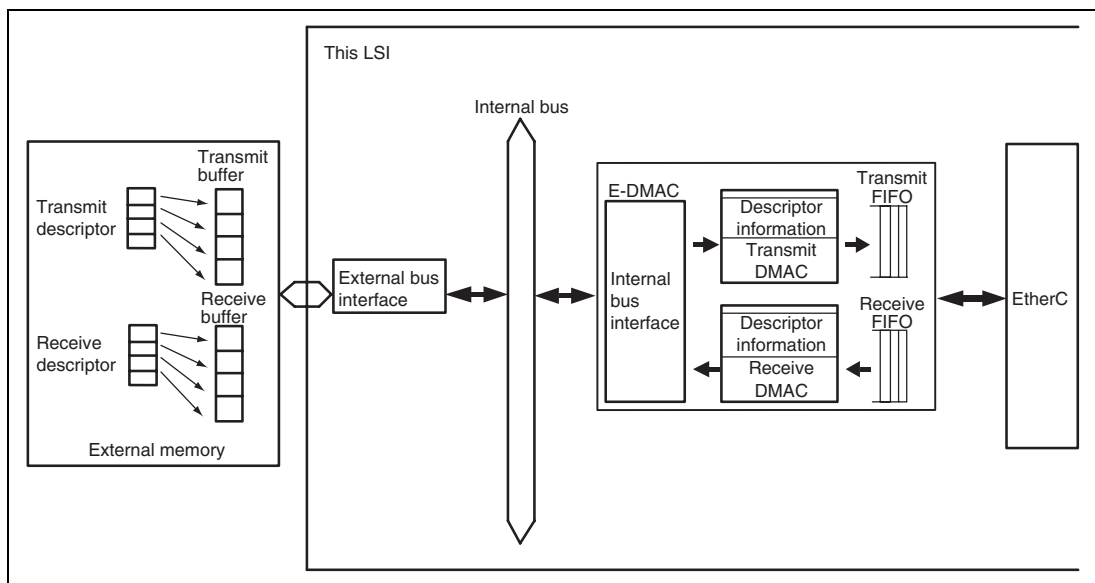 This LSI
Internal bus
Transmit
buffer
Transmit
descriptor
Receive
buffer
Receive
descriptor
External memory
External bus
interface
E-DMAC
Internal
bus
interface
Descriptor
information
Transmit
DMAC
Transmit
FIFO
Descriptor
information
Receive
DMAC
Receive
FIFO
EtherC